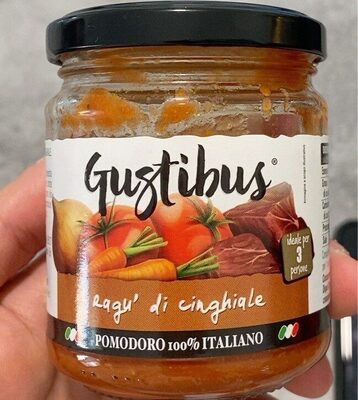 Gustibus®
ideale per
3
persone
ragu' di cinghiale
POMODORO 100% ITALIANO